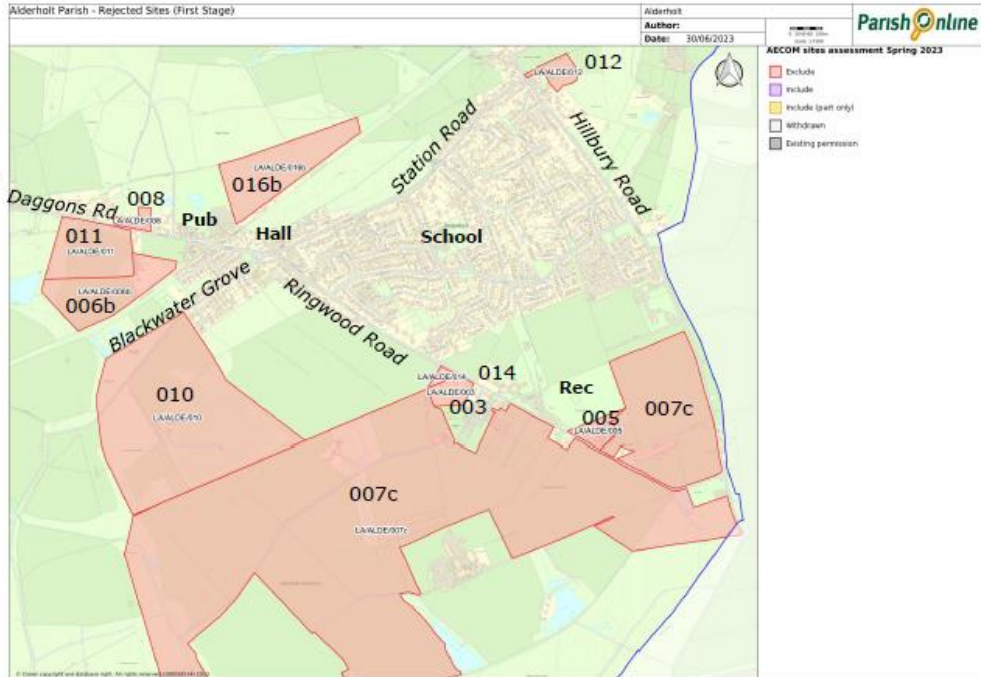 Alderholt Parish - Rejected Sites (First Stage)
Alderholt
Author:
Date: 30/06/2023
Parish Online
AECOM sites assessment Spring 2023
Exclude
Include
Include (part only)
Withdrawn
Existing permission
012
LA/ALDE/012
Station Road
Hillbury Road
LA/ALDE/016b
016b
Daggons Rd
008
LA/ALDE/008
Pub
Hall
School
011
LA/ALDE/011
LA/ALDE/006b
006b
Blackwater Grove
Ringwood Road
LA/ALDE/014
014
LA/ALDE/003
003
Rec
010
LA/ALDE/010
005
LA/ALDE/005
007c
007c
LA/ALDE/007c